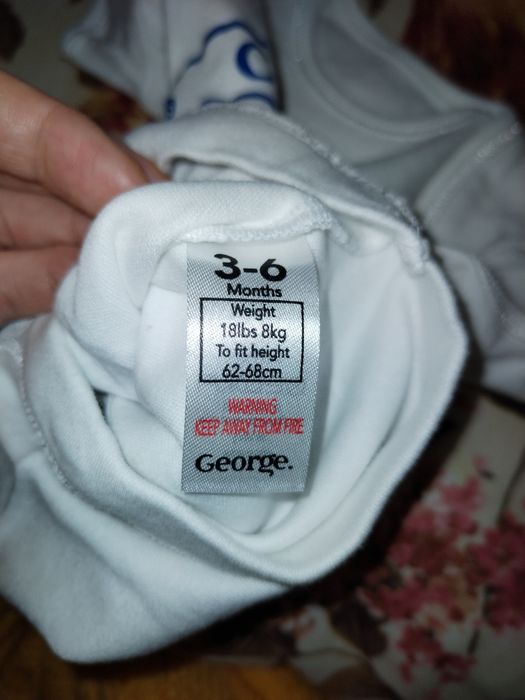 3-6
Months
Weight
18lbs 8kg
To fit height
62-68cm
WARNING
KEEP AWAY FROM FIRE
George.